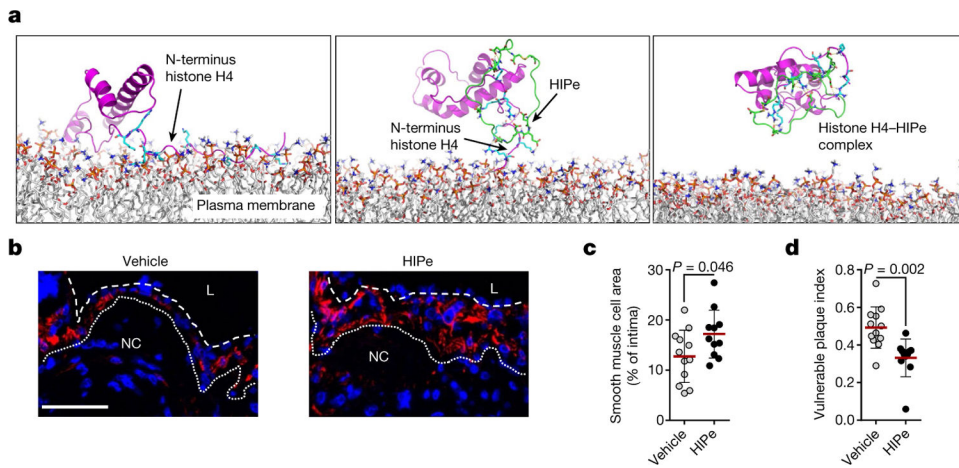 a
N-terminus
histone H4
Plasma membrane
HIPe
N-terminus
histone H4
Histone H4–HIPe
complex
b
Vehicle
L
NC
HIPe
L
NC
c
P = 0.046
Smooth muscle cell area
(% of intima)
30
20
10
0
Vehicle
HIPe
d
P = 0.002
Vulnerable plaque index
0.8
0.6
0.4
0.2
0.0
Vehicle
HIPe